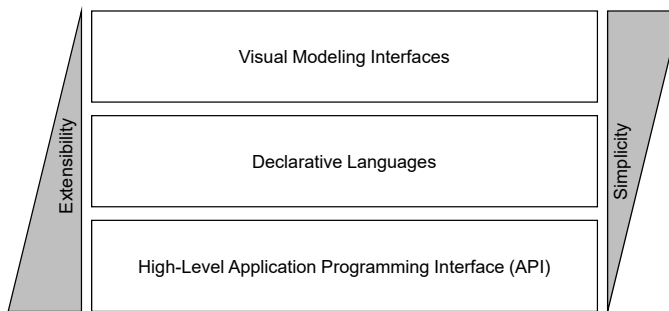 Visual Modeling Interfaces
Extensibility
Declarative Languages
Simplicity
High-Level Application Programming Interface (API)